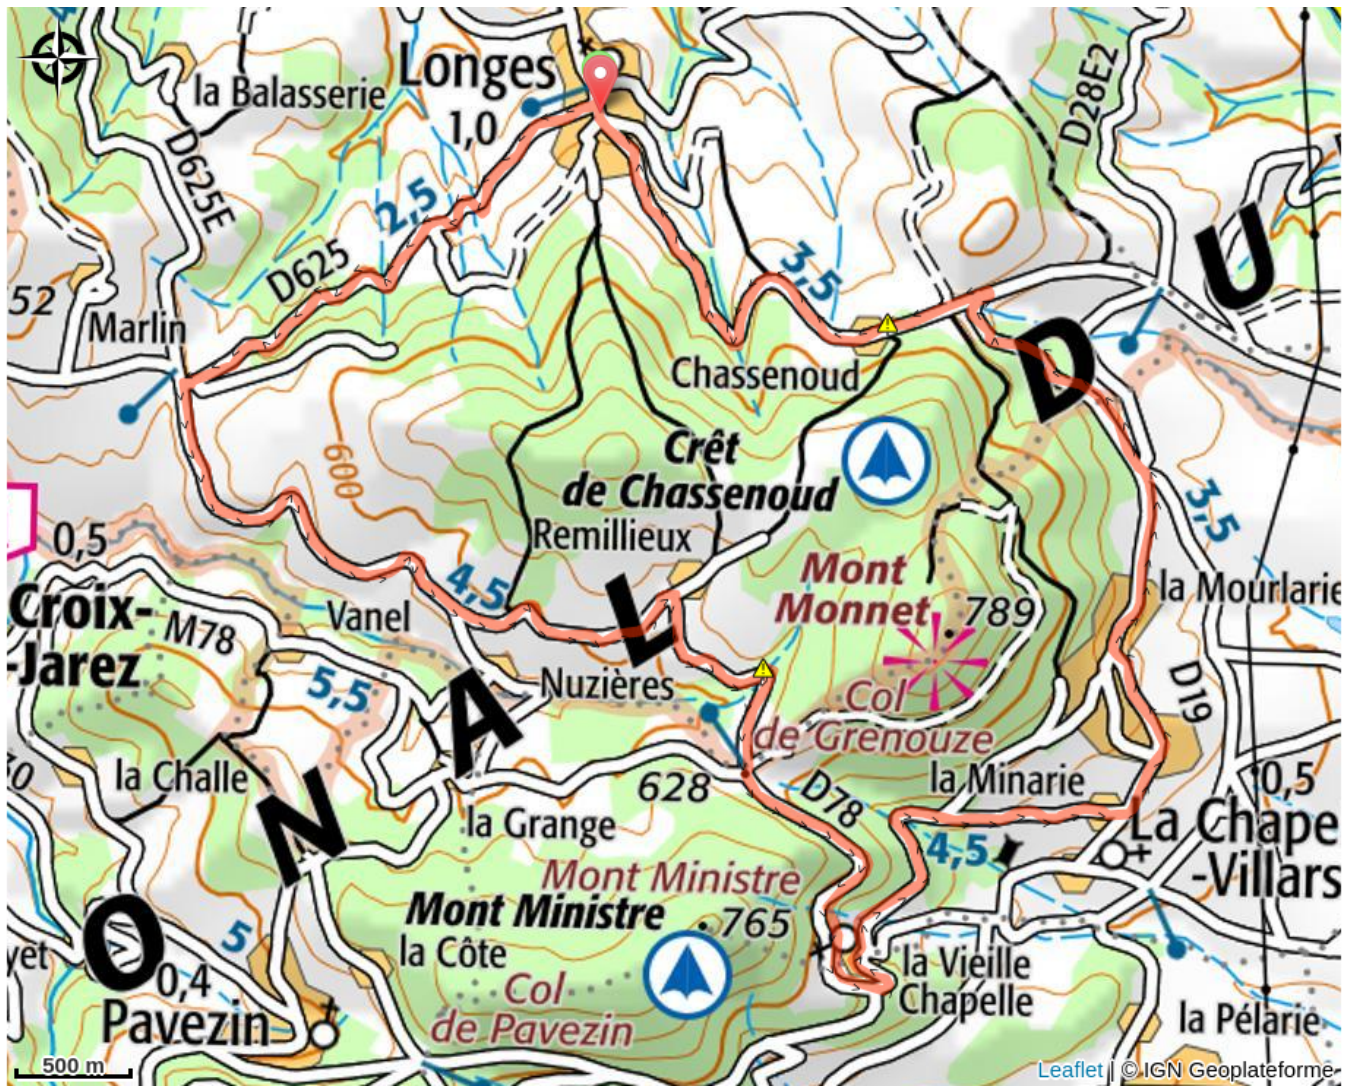 Longes
la Balasserie
1,0
D28E2
D625E
2,5
3,5
U
D625
52
Marlin
D
Chassenoud
Crêt
de Chassenoud
600
3,5
0,5
Remillieux
Mont
Monnet
789
4,5
la Mourlarie
Croix-
-Jarez
M78
Vanel
L
5,5
Nuzières
Col
de Grenouze
D19
A
la Challe
628
D78
la Minarie
0,5
N
la Grange
La Chape
-Villars
4,5
Mont Ministre
Mont Ministre
765
O
5
la Côte
yet
0,4
Col
de Pavezin
la Vieille
Chapelle
Pavezin
la Pélarie
500 m
Leaflet | © IGN Geoplateforme